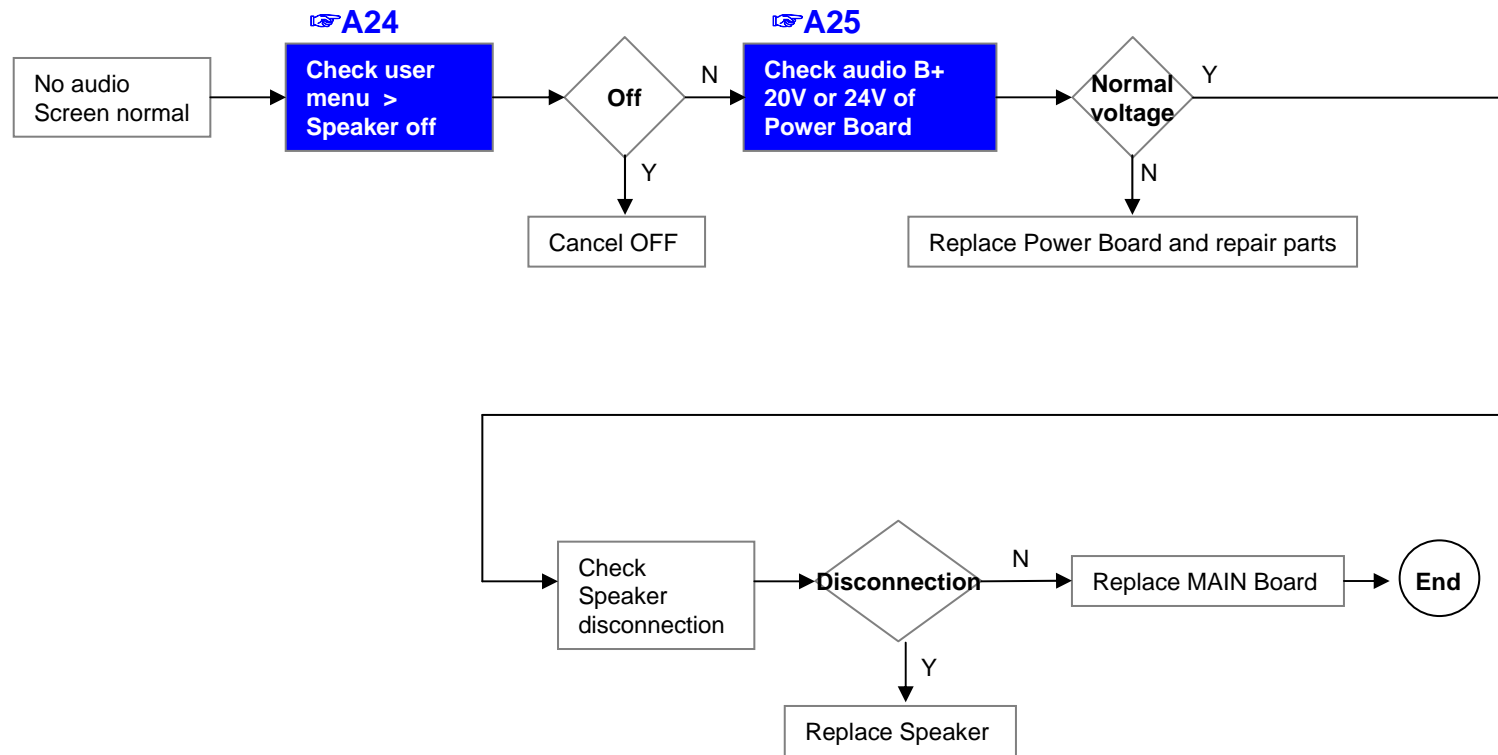 ☞A24
☞A25
No audio
Screen normal
Check user
menu > 
Speaker off
Off
N
Y
Cancel OFF
Check audio B+
20V or 24V of
Power Board
Normal
voltage
Y
N
Replace Power Board and repair parts
Check
Speaker
disconnection
Disconnection
N
Y
Replace MAIN Board
End
Replace Speaker